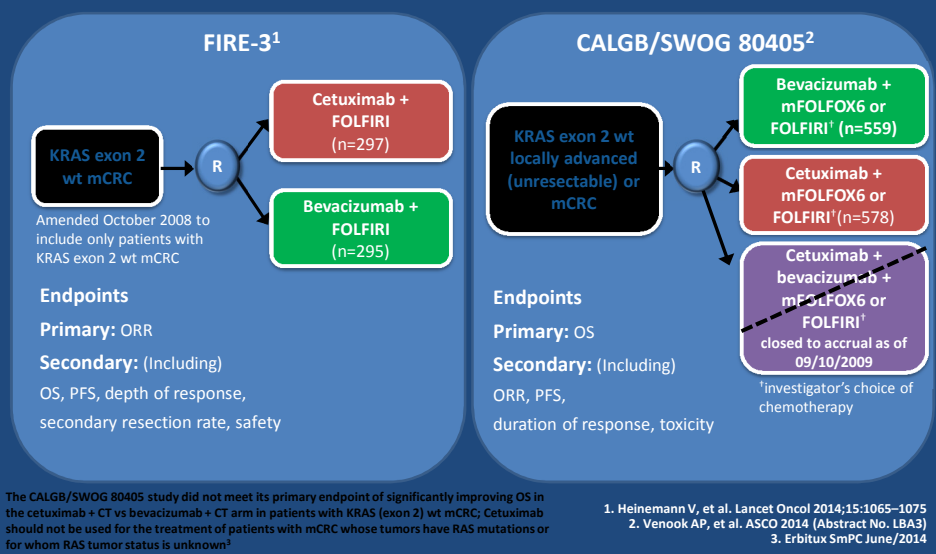 FIRE-3¹
Cetuximab +
FOLFIRI
(n=297)
KRAS exon 2
wt mCRC
R
Bevacizumab +
FOLFIRI
(n=295)
Amended October 2008 to
include only patients with
KRAS exon 2 wt mCRC
Endpoints
Primary: ORR
Secondary: (Including)
OS, PFS, depth of response,
secondary resection rate, safety
CALGB/SWOG 80405²
Bevacizumab +
mFOLFOX6 or
FOLFIRI† (n=559)
KRAS exon 2 wt
locally advanced
(unresectable) or
mCRC
R
Cetuximab +
mFOLFOX6 or
FOLFIRI†(n=578)
Cetuximab +
bevacizumab +
mFOLFOX6 or
FOLFIRI†
closed to accrual as of
09/10/2009
†investigator's choice of
chemotherapy
Endpoints
Primary: OS
Secondary: (Including)
ORR, PFS,
duration of response, toxicity
The CALGB/SWOG 80405 study did not meet its primary endpoint of significantly improving OS in
the cetuximab + CT vs bevacizumab + CT arm in patients with KRAS (exon 2) wt mCRC; Cetuximab
should not be used for the treatment of patients with mCRC whose tumors have RAS mutations or
for whom RAS tumor status is unknown³
1. Heinemann V, et al. Lancet Oncol 2014;15:1065–1075
2. Venook AP, et al. ASCO 2014 (Abstract No. LBA3)
3. Erbitux SmPC June/2014